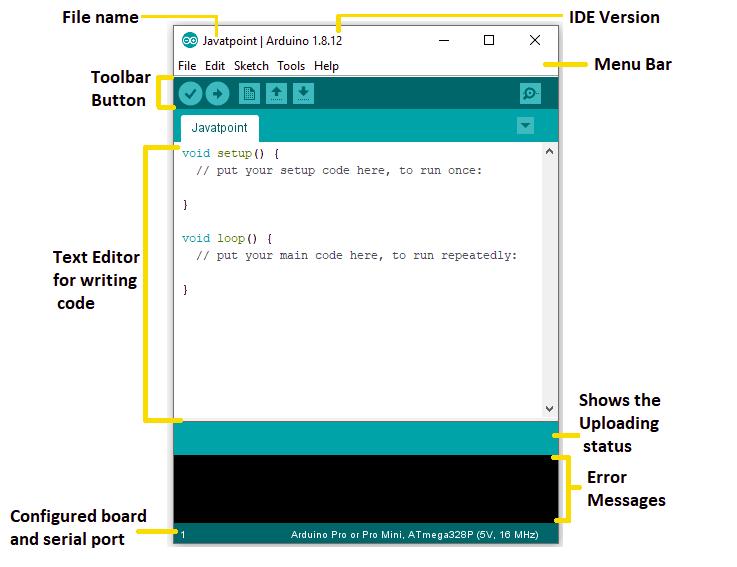 File name
IDE Version
Javatpoint | Arduino 1.8.12
File Edit Sketch Tools Help
Menu Bar
Toolbar
Button
Javatpoint
void setup() {
// put your setup code here, to run once:
}
void loop() {
// put your main code here, to run repeatedly:
}
Text Editor
for writing
code
Shows the
Uploading
status
Error
Messages
Configured board
and serial port
1
Arduino Pro or Pro Mini, ATmega328P (5V, 16 MHz)